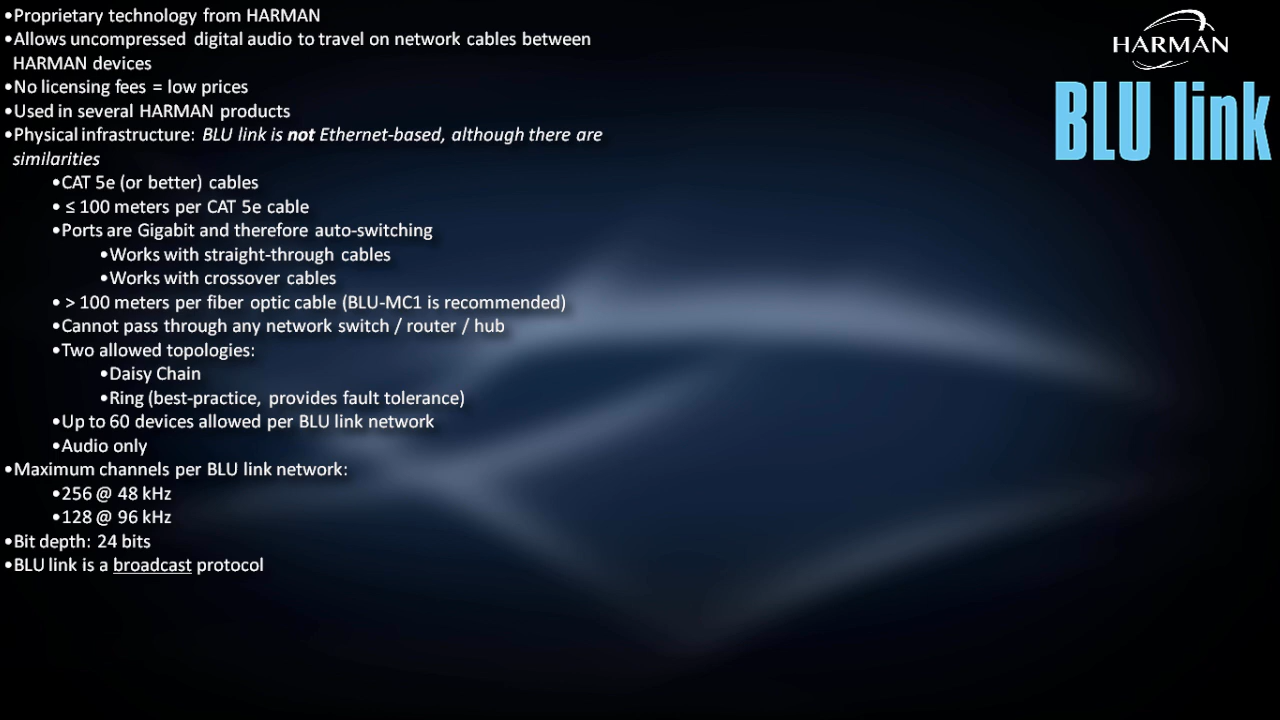 •Proprietary technology from HARMAN
•Allows uncompressed digital audio to travel on network cables between
HARMAN devices
•No licensing fees = low prices
•Used in several HARMAN products
•Physical infrastructure: BLU link is not Ethernet-based, although there are
similarities
•CAT 5e (or better) cables
• ≤ 100 meters per CAT 5e cable
•Ports are Gigabit and therefore auto-switching
•Works with straight-through cables
•Works with crossover cables
• > 100 meters per fiber optic cable (BLU-MC1 is recommended)
•Cannot pass through any network switch / router / hub
•Two allowed topologies:
•Daisy Chain
•Ring (best-practice, provides fault tolerance)
•Up to 60 devices allowed per BLU link network
•Audio only
•Maximum channels per BLU link network:
•256 @ 48 kHz
•128 @ 96 kHz
•Bit depth: 24 bits
•BLU link is a broadcast protocol
HARMAN
BLU link